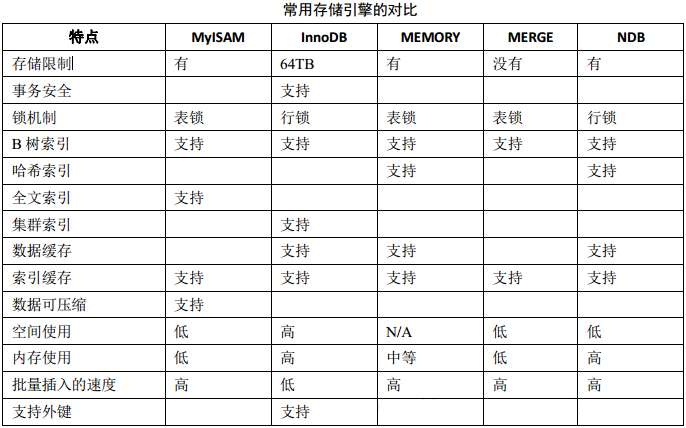 常用存储引擎的对比
特点 MyISAM InnoDB MEMORY MERGE NDB
存储限制 有 64TB 有 没有 有
事务安全 支持
锁机制 表锁 行锁 表锁 表锁 行锁
B 树索引 支持 支持 支持 支持 支持
哈希索引 支持 支持
全文索引 支持
集群索引 支持
数据缓存 支持 支持 支持
索引缓存 支持 支持 支持 支持 支持
数据可压缩 支持
空间使用 低 高 N/A 低 低
内存使用 低 高 中等 低 高
批量插入的速度 高 低 高 高 高
支持外键 支持